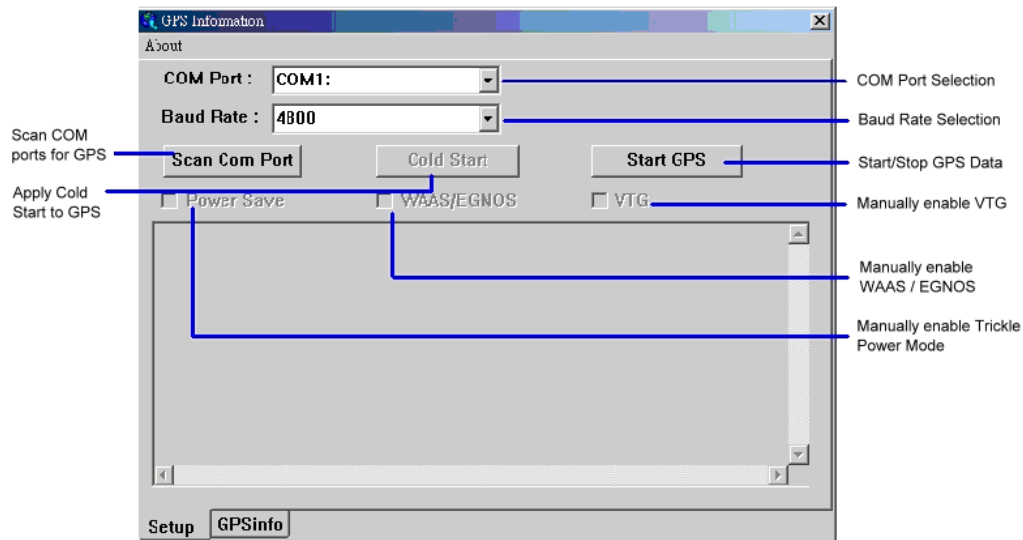 GPS Information
About
COM Port : COM1:
COM Port Selection
Baud Rate : 4800
Baud Rate Selection
Scan COM
ports for GPS
Scan Com Port
Cold Start
Start GPS
Start/Stop GPS Data
Apply Cold
Start to GPS
Power Save
WAAS/EGNOS
VTG
Manually enable VTG
Manually enable
WAAS / EGNOS
Manually enable Trickle
Power Mode
Setup
GPSinfo